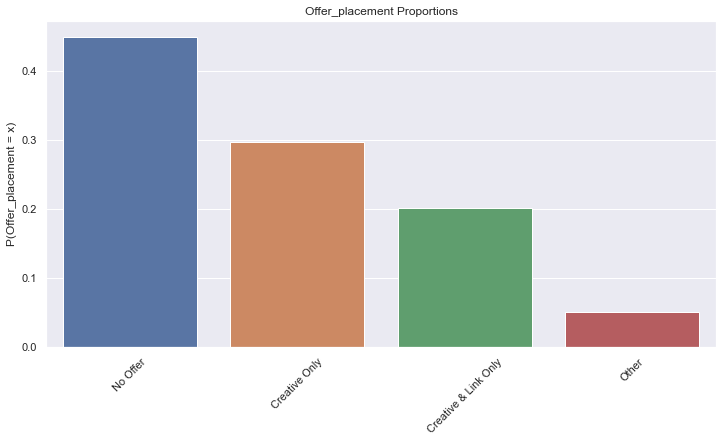 Offer_placement Proportions
P(Offer_placement = x)
0.4
0.3
0.2
0.1
0.0
No Offer
Creative Only
Creative & Link Only
Other